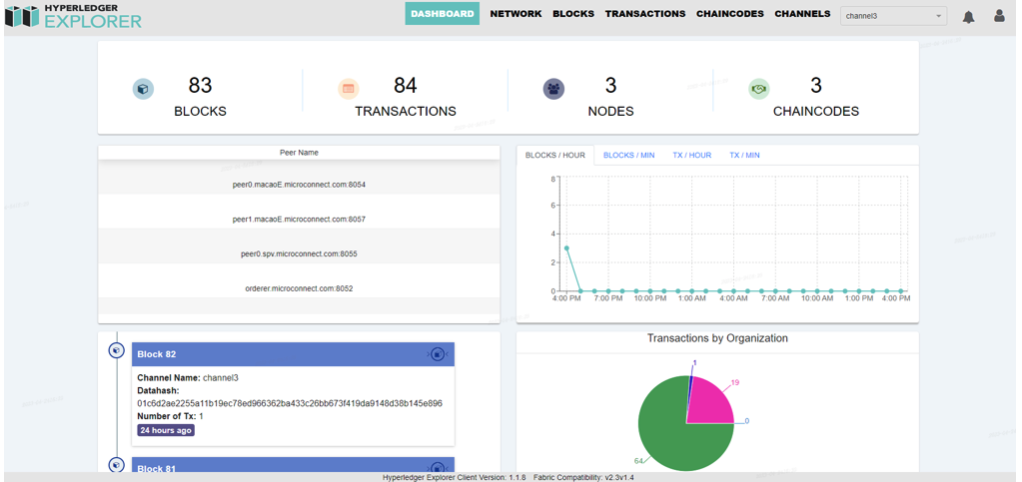 HYPERLEDGER
EXPLORER
DASHBOARD NETWORK BLOCKS TRANSACTIONS CHAINCODES CHANNELS channel3
83
BLOCKS
84
TRANSACTIONS
3
NODES
3
CHAINCODES
Peer Name
peer0.macaoE.microconnect.com:8054
peer1.macaoE.microconnect.com:8057
peer0.spv.microconnect.com:8055
orderer.microconnect.com:8052
BLOCKS / HOUR BLOCKS / MIN TX / HOUR TX / MIN
8
6
4
2
0
4:00 PM 7:00 PM 10:00 PM 1:00 AM 4:00 AM 7:00 AM 10:00 AM 1:00 PM 4:00 PM
Block 82
Channel Name: channel3
Datahash:
01c6d2ae2255a11b19ec78ed966362ba433c26bb673f419da9148d38b145e896
Number of Tx: 1
24 hours ago
Block 81
Transactions by Organization
1
19
0
64
Hyperledger Explorer Client Version: 1.1.8 Fabric Compatibility: v2.3v1.4